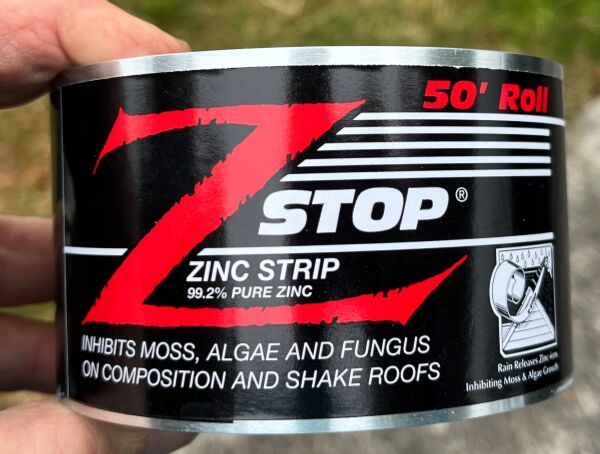 50' Roll
Z
STOP®
ZINC STRIP
99.2% PURE ZINC
INHIBITS MOSS, ALGAE AND FUNGUS
ON COMPOSITION AND SHAKE ROOFS
Rain Releases Zinc-ions
Inhibiting Moss & Algae Growth